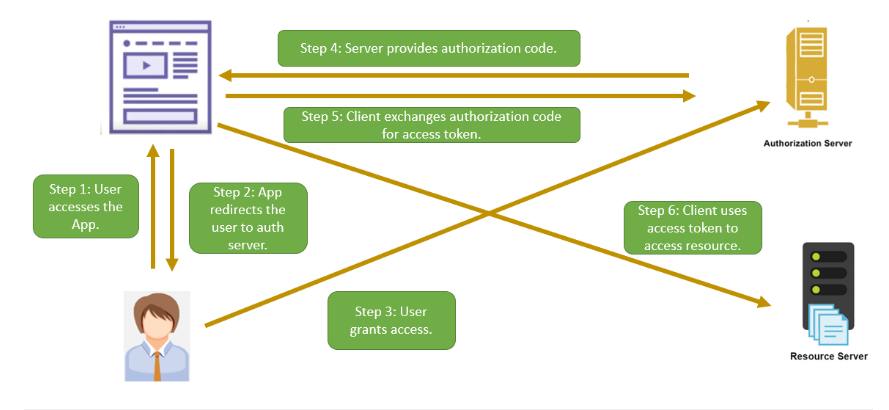 Step 4: Server provides authorization code.
Step 5: Client exchanges authorization code
for access token.
Authorization Server
Step 1: User
accesses the
App.
Step 2: App
redirects the
user to auth
server.
Step 6: Client uses
access token to
access resource.
Step 3: User
grants access.
Resource Server